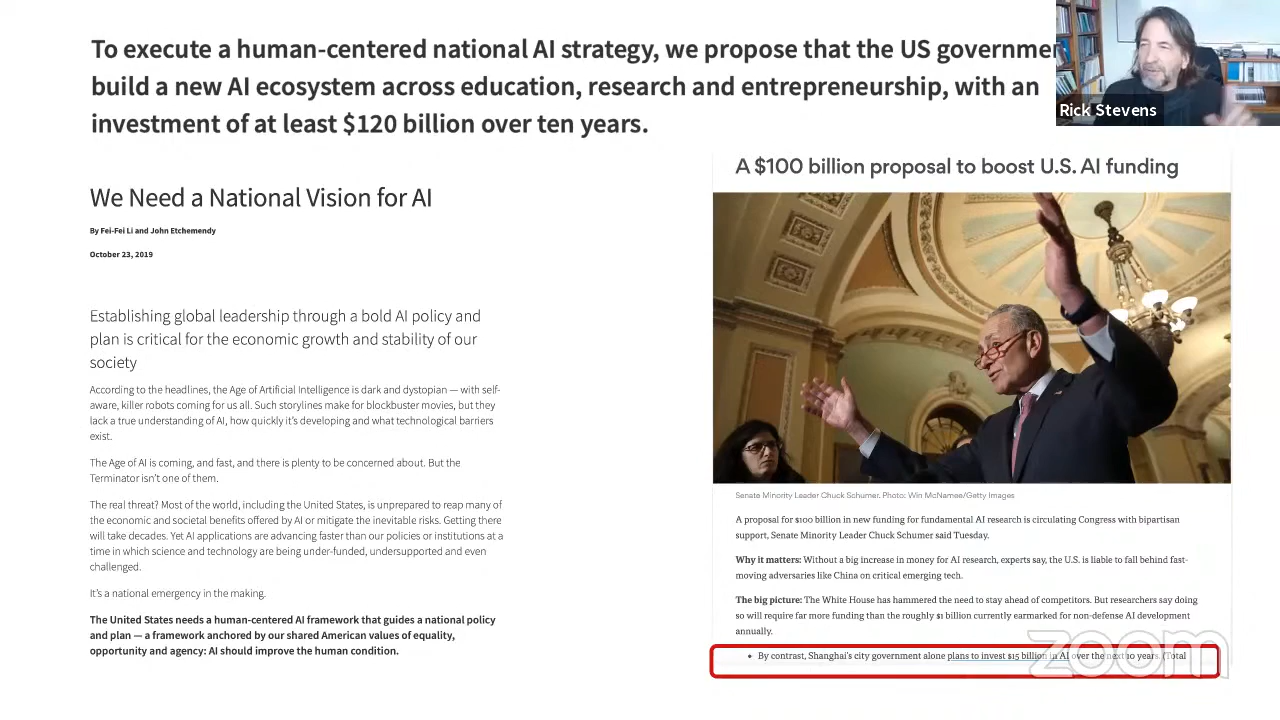 To execute a human-centered national AI strategy, we propose that the US
build a new AI ecosystem across education, research and entrepreneurship, with an
investment of at least $120 billion over ten years.
Rick Stevens
We Need a National Vision for AI
By Fei-Fei Li and John Etchemendy
October 23, 2019
Establishing global leadership through a bold AI policy and
plan is critical for the economic growth and stability of our
society
According to the headlines, the Age of Artificial Intelligence is dark and dystopian — with self-
aware, killer robots coming for us all. Such storylines make for blockbuster movies, but they
lack a true understanding of AI, how quickly it's developing and what technological barriers
exist.
The Age of AI is coming, and fast, and there is plenty to be concerned about. But the
Terminator isn't one of them.
The real threat? Most of the world, including the United States, is unprepared to reap many of
the economic and societal benefits offered by AI or mitigate the inevitable risks. Getting there
will take decades. Yet AI applications are advancing faster than our policies or institutions at a
time in which science and technology are being under-funded, undersupported and even
challenged.
It's a national emergency in the making.
The United States needs a human-centered AI framework that guides a national policy
and plan — a framework anchored by our shared American values of equality,
opportunity and agency: AI should improve the human condition.
A $100 billion proposal to boost U.S. AI funding
Senate Minority Leader Chuck Schumer. Photo: Win McNamee/Getty Images
A proposal for $100 billion in new funding for fundamental AI research is circulating Congress with bipartisan
support, Senate Minority Leader Chuck Schumer said Tuesday.
Why it matters: Without a big increase in money for AI research, experts say, the U.S. is liable to fall behind fast-
moving adversaries like China on critical emerging tech.
The big picture: The White House has hammered the need to stay ahead of competitors. But researchers say doing
so will require far more funding than the roughly $1 billion currently earmarked for non-defense AI development
annually.
• By contrast, Shanghai's city government alone plans to invest $15 billion in AI over the next 10 years. (Total
zoom